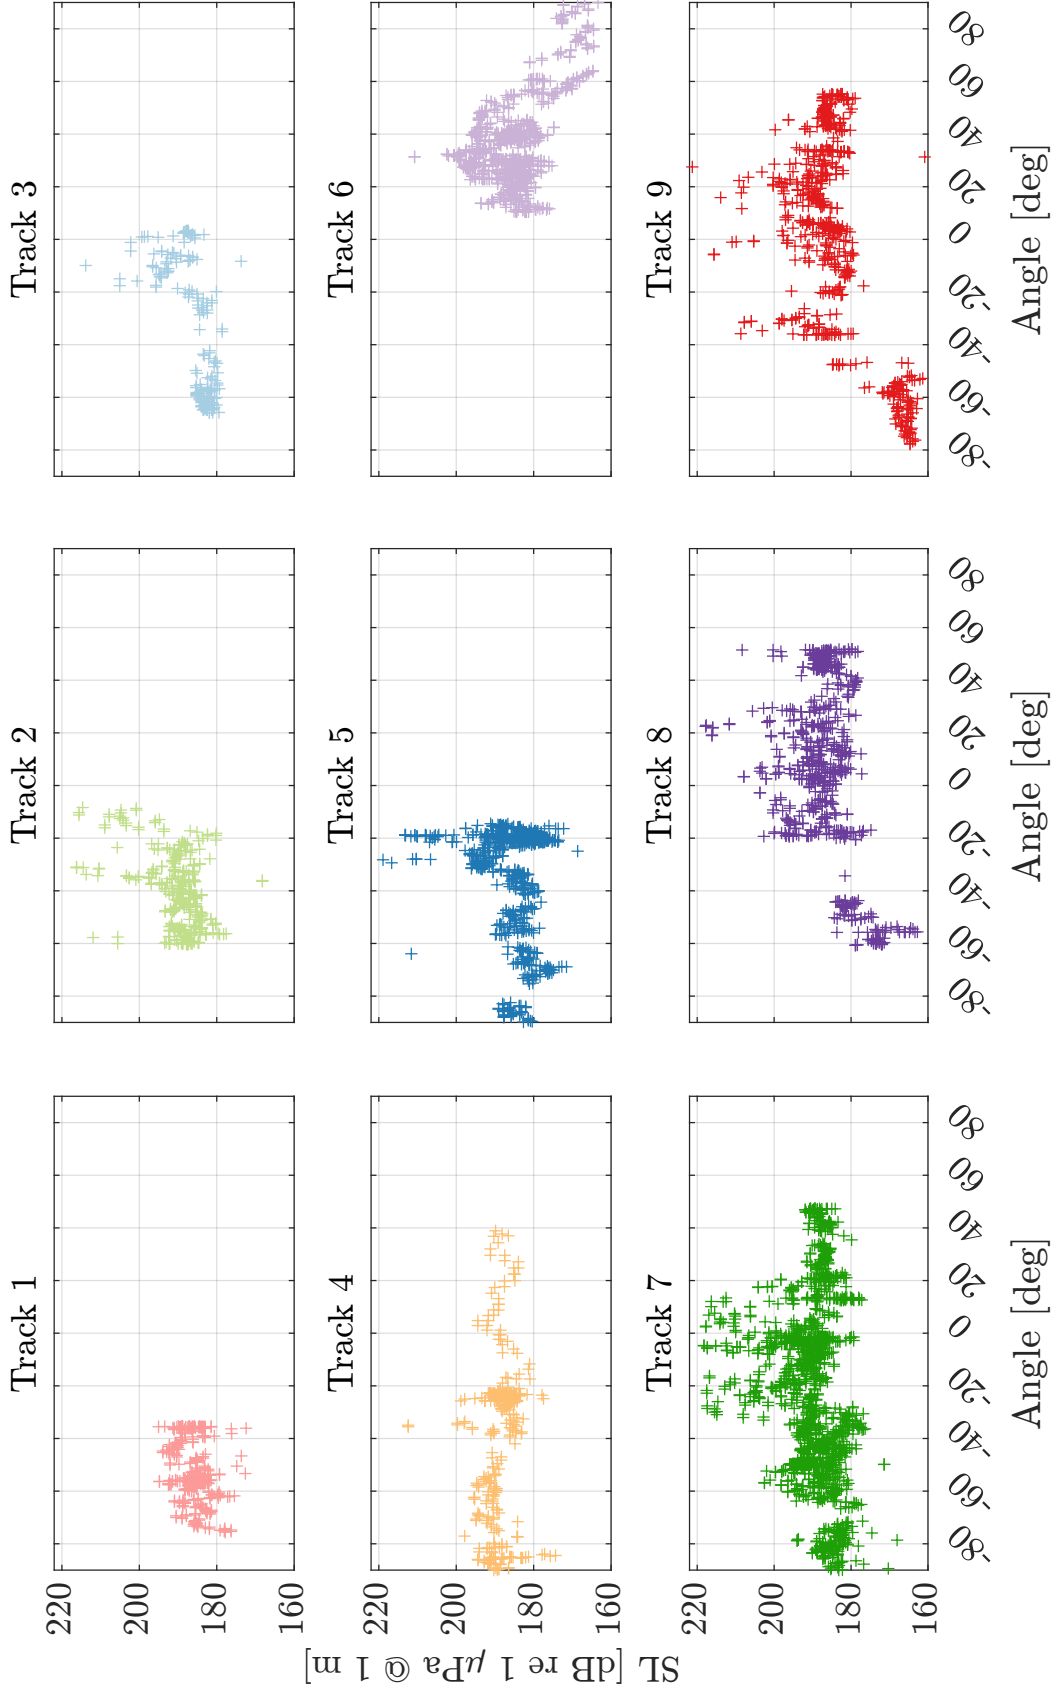 Track 1
Track 2
Track 3
220
200
180
160
Track 4
Track 5
Track 6
220
200
180
160
SL [dB re 1 μPa @ 1 m]
Track 7
Track 8
Track 9
220
200
180
160
-80 -60 -40 -20 0 20 40 60 80
-80 -60 -40 -20 0 20 40 60 80
-80 -60 -40 -20 0 20 40 60 80
Angle [deg]
Angle [deg]
Angle [deg]